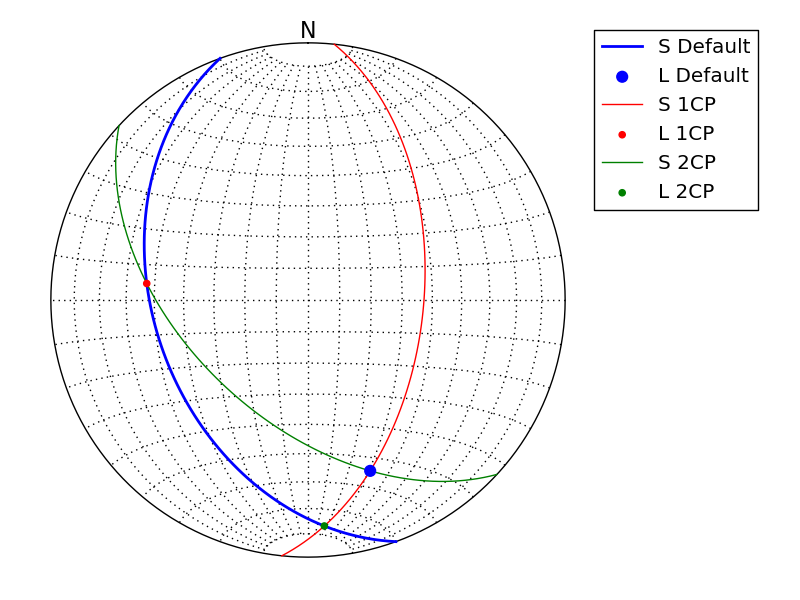 N
S Default
L Default
S 1CP
L 1CP
S 2CP
L 2CP